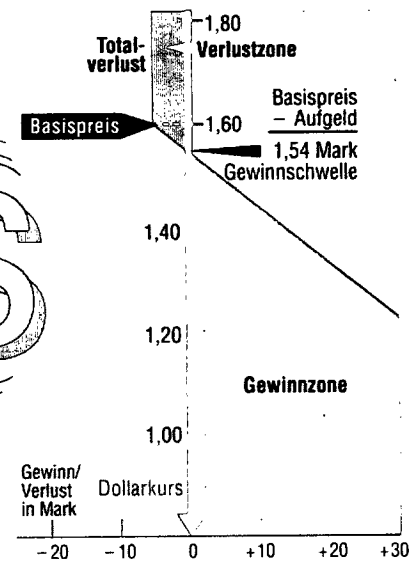 1,80
Total-
verlust
Verlustzone
Basispreis
– Aufgeld
1,54 Mark
Gewinnschwelle
Basispreis
1,60
1,40
1,20
Gewinnzone
1,00
Gewinn/
Verlust
in Mark
Dollarkurs
– 20 – 10 0 +10 +20 +30